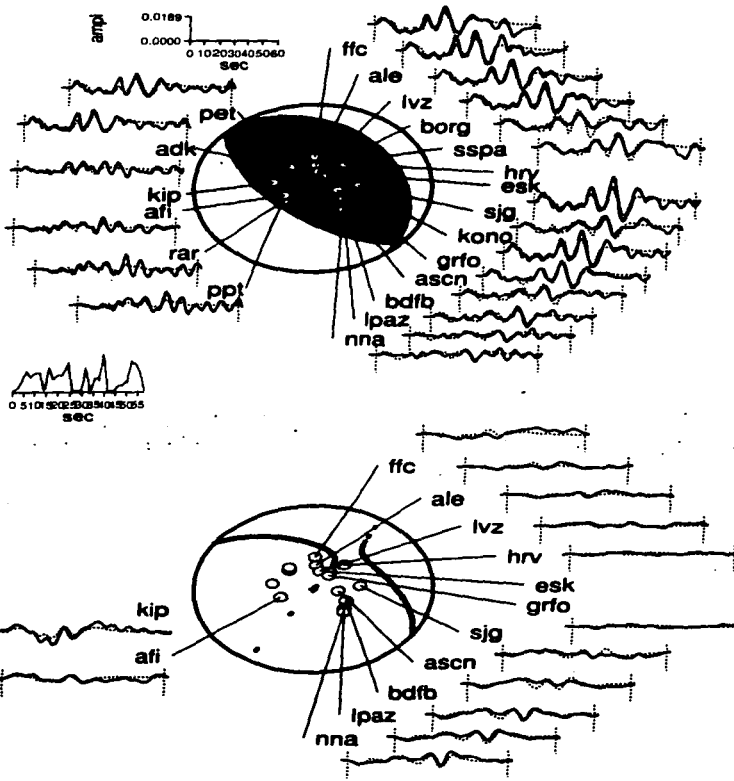 ampl
0.0189
0.0000
0 102030405060
sec
ffc
ale
lvz
borg
sspa
hrv
esk
sjg
kono
grfo
ascn
bdfb
lpaz
nna
pet
adk
kip
afi
rar
ppt
sec
ffc
ale
lvz
hrv
esk
grfo
sjg
ascn
bdfb
lpaz
nna
kip
afi